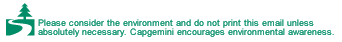 Please consider the environment and do not print this email unless
absolutely necessary. Capgemini encourages environmental awareness.